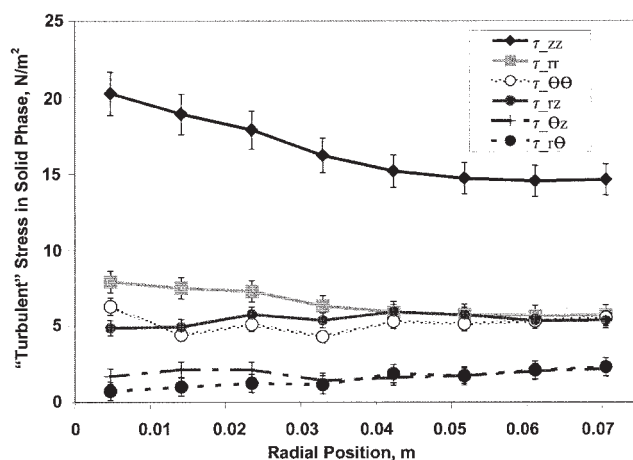 "Turbulent" Stress in Solid Phase, N/m²
25
20
15
10
5
0
τ_zz
τ_rr
τ_ΘΘ
τ_rz
τ_Θz
τ_rΘ
0 0.01 0.02 0.03 0.04 0.05 0.06 0.07
Radial Position, m